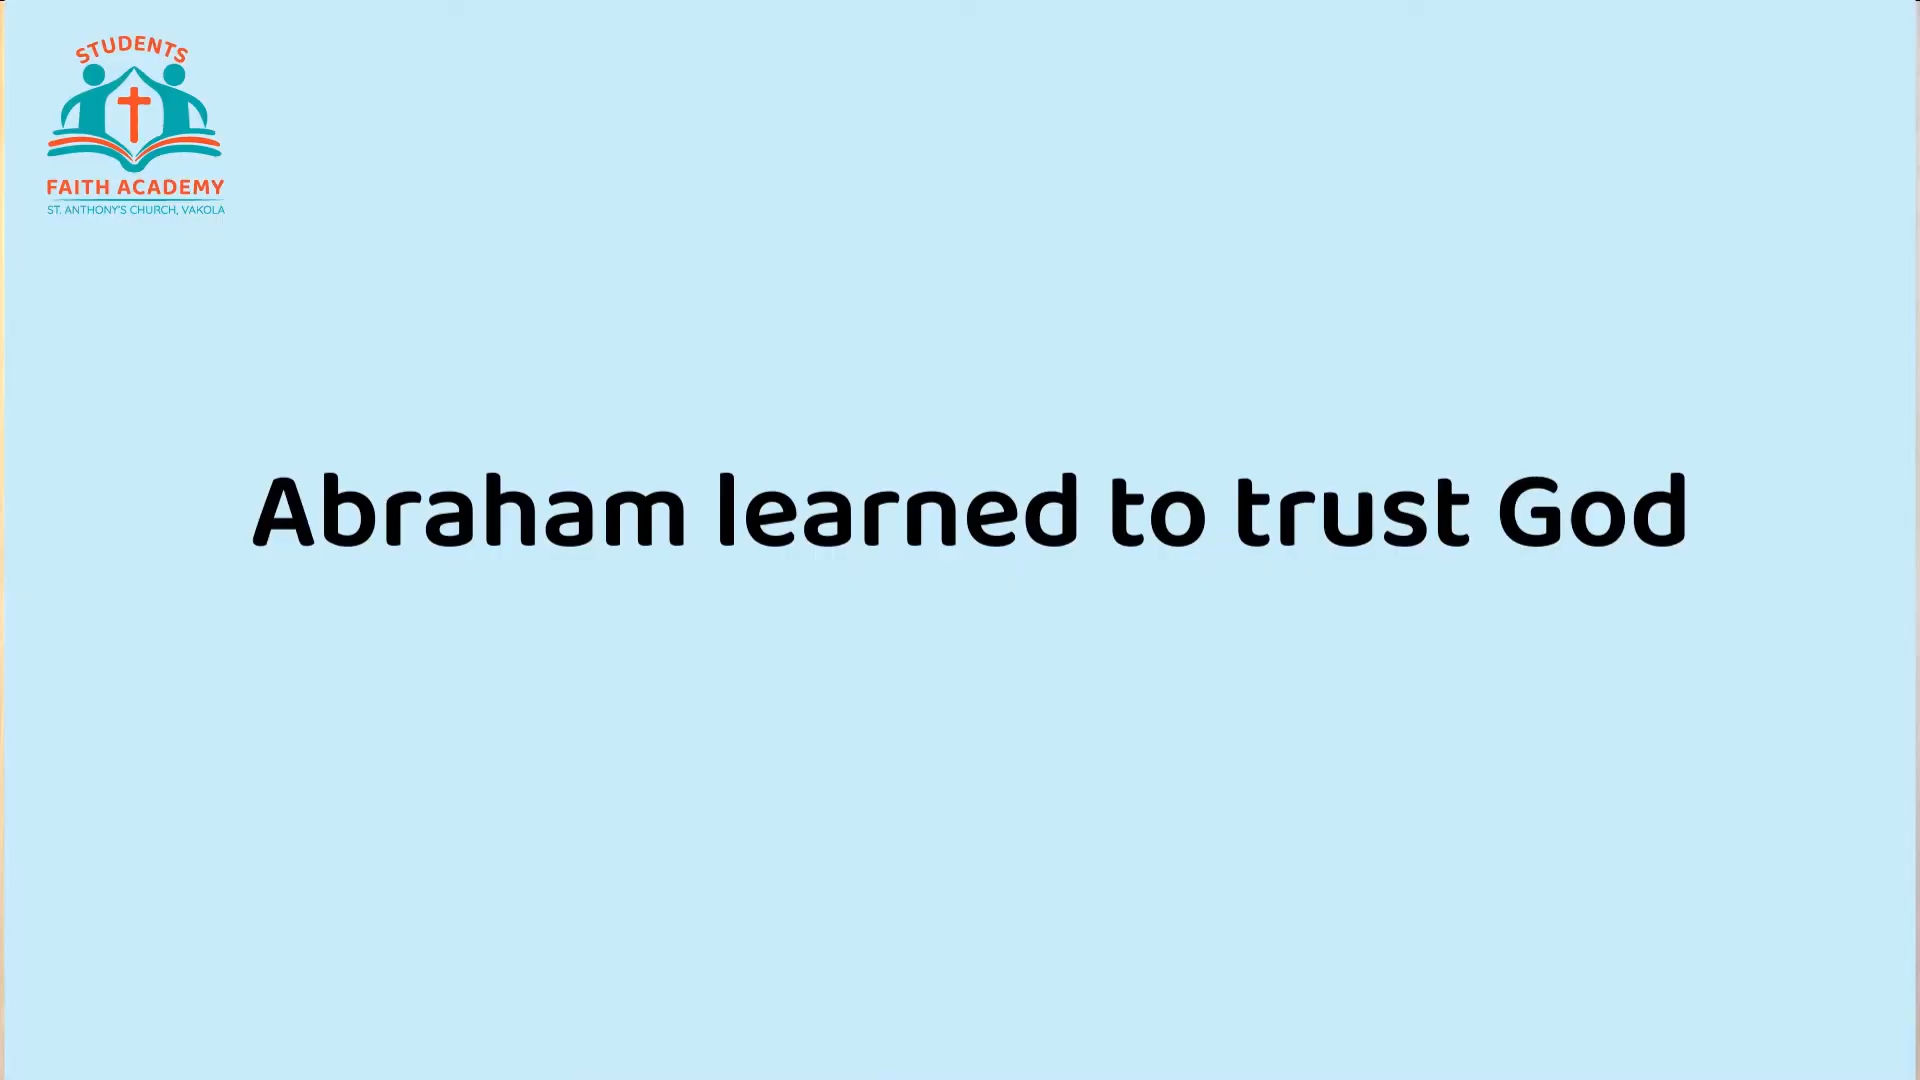 STUDENTS
FAITH ACADEMY
ST. ANTHONY'S CHURCH, VAKOLA
Abraham learned to trust God